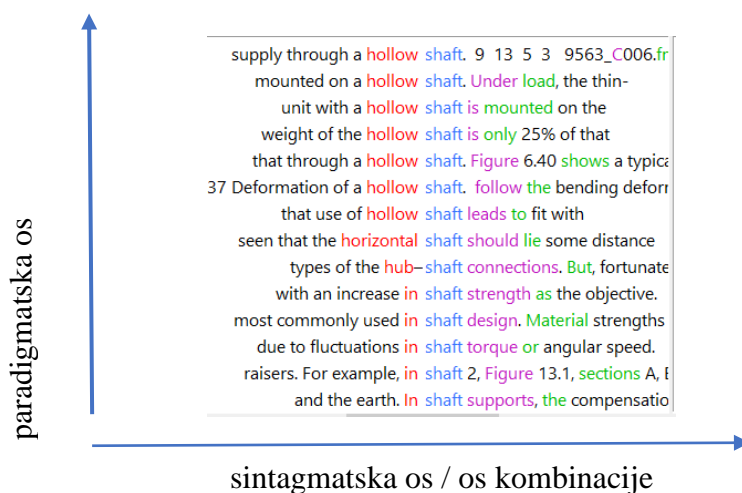 supply through a hollow shaft. 9 13 5 3 9563_C006.fr
mounted on a hollow shaft. Under load, the thin-
unit with a hollow shaft is mounted on the
weight of the hollow shaft is only 25% of that
that through a hollow shaft. Figure 6.40 shows a typica
37 Deformation of a hollow shaft. follow the bending deforr
that use of hollow shaft leads to fit with
seen that the horizontal shaft should lie some distance
types of the hub–shaft connections. But, fortunate
with an increase in shaft strength as the objective.
most commonly used in shaft design. Material strengths
due to fluctuations in shaft torque or angular speed.
raisers. For example, in shaft 2, Figure 13.1, sections A,
and the earth. In shaft supports, the compensatio
paradigmatska os
sintagmatska os / os kombinacije